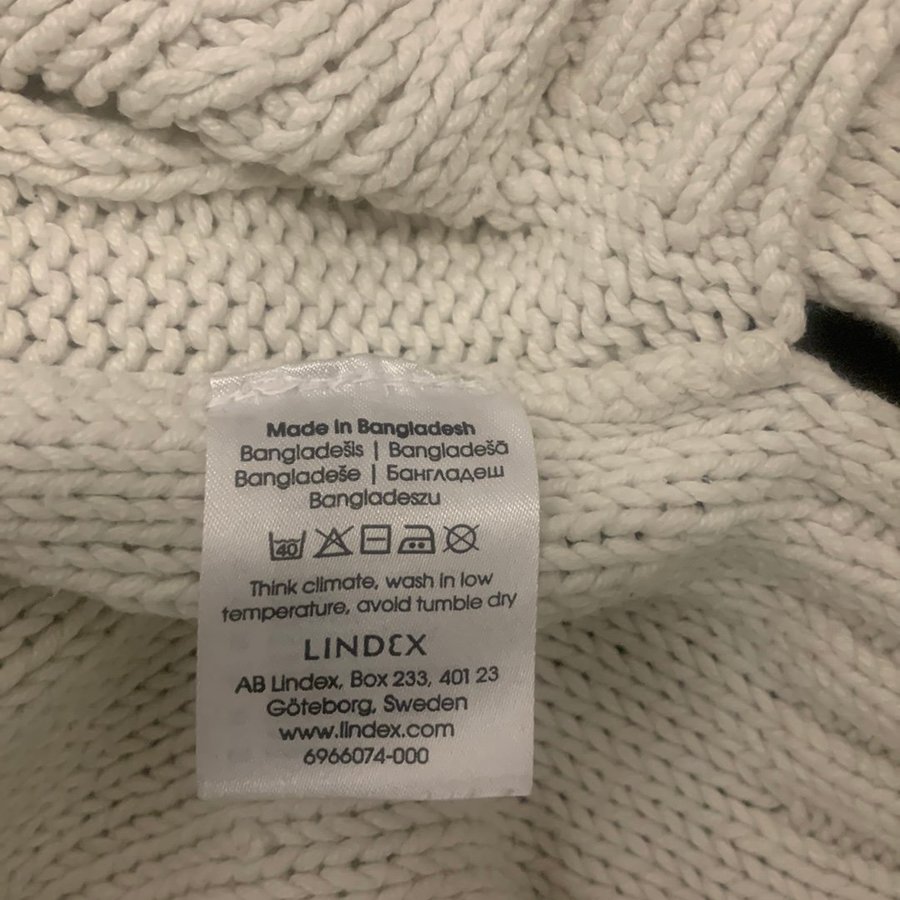 Made in Bangladesh
Bangladešis | Bangladešā
Bangladeše | Бангладеш
Bangladeszu
40
Think climate, wash in low
temperature, avoid tumble dry
LINDEX
AB Lindex, Box 233, 401 23
Göteborg, Sweden
www.lindex.com
6966074-000